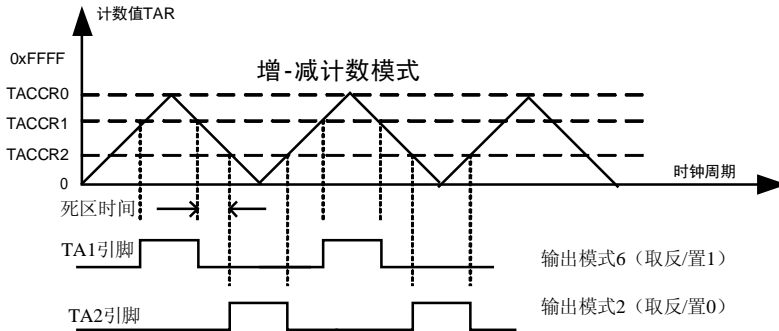 计数值TAR
0xFFFF
增-减计数模式
TACCR0
TACCR1
TACCR2
0
时钟周期
死区时间
TA1引脚
输出模式6（取反/置1）
TA2引脚
输出模式2（取反/置0）